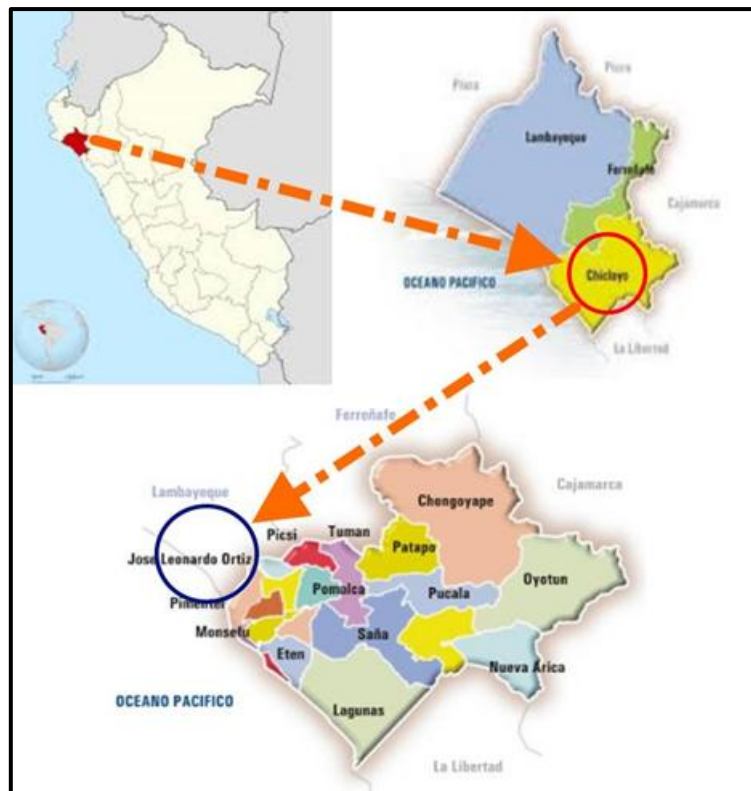 Piura
Piura
Lambayeque
Ferreñafe
Cajamarca
Chiclayo
OCEANO PACIFICO
La Libertad
Ferreñafe
Cajamarca
Lambayeque
Chongoyape
Picsi
Tuman
Patapo
Jose Leonardo Ortiz
Oyotun
Pomalca
Pucala
Pimentel
Monsefu
Saña
Eten
Nueva Arica
OCEANO PACIFICO
Lagunas
La Libertad